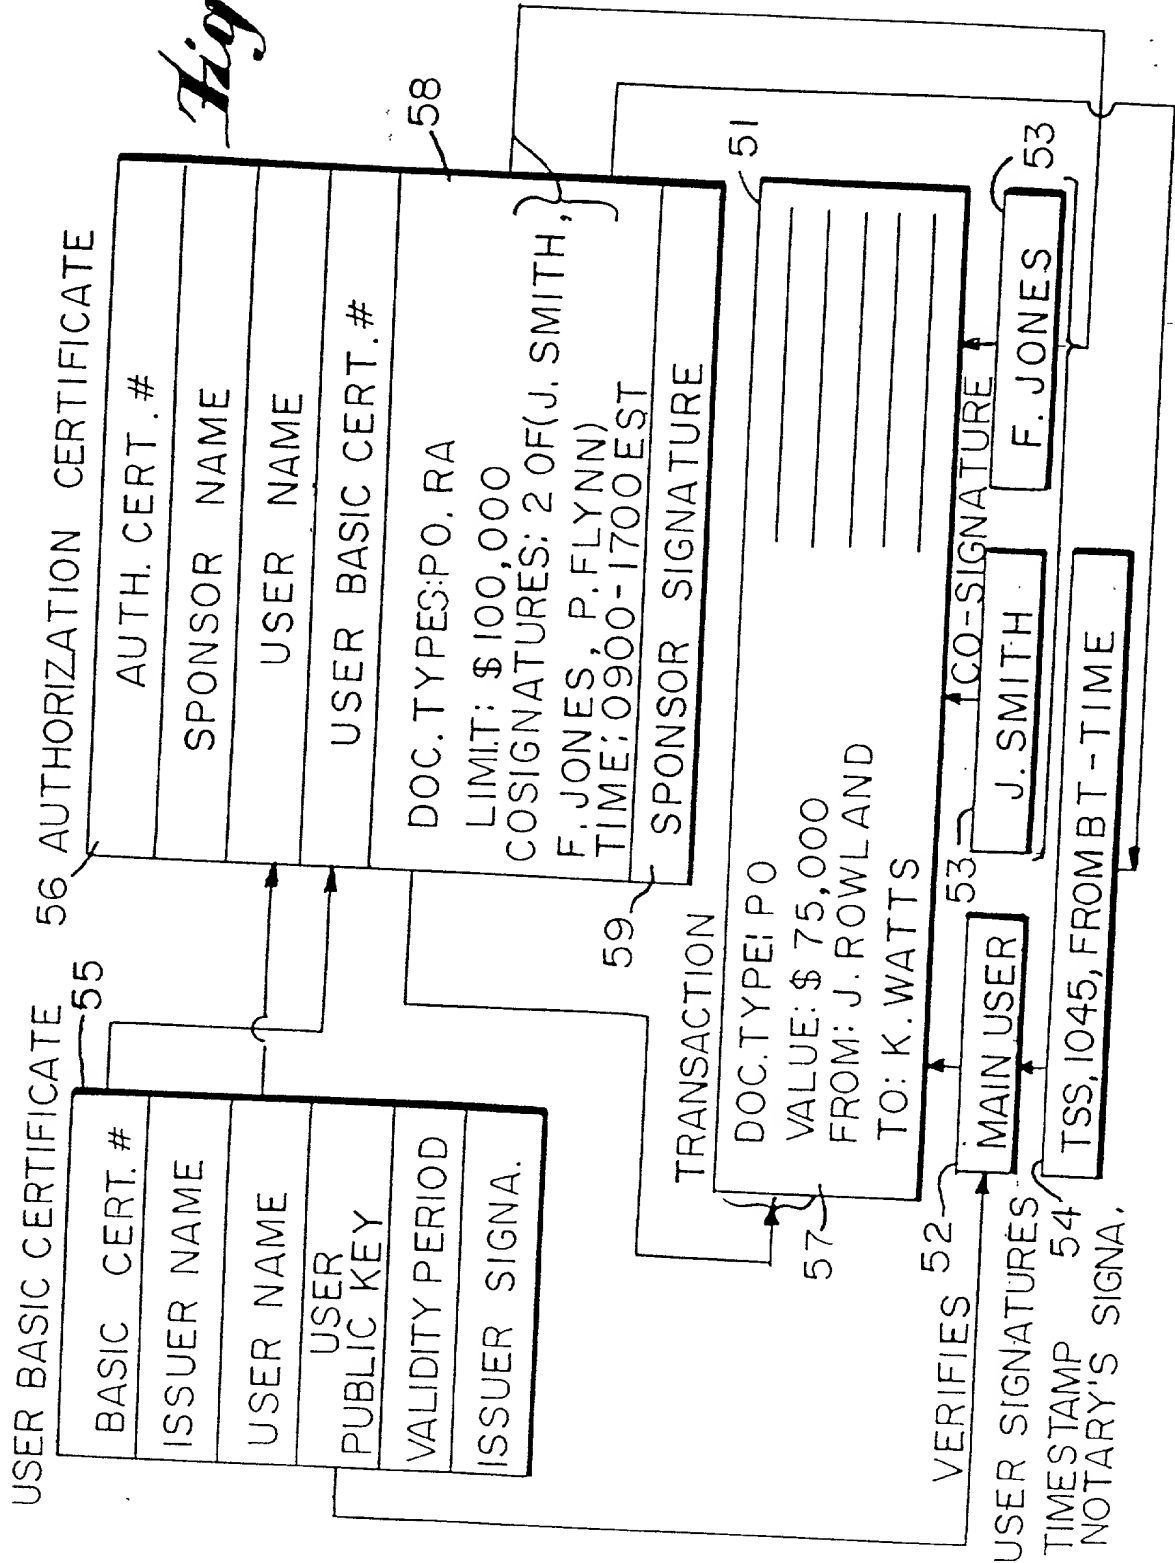 Fig
USER BASIC CERTIFICATE
55
BASIC CERT. #
ISSUER NAME
USER NAME
USER
PUBLIC KEY
VALIDITY PERIOD
ISSUER SIGNA.
56 AUTHORIZATION CERTIFICATE
AUTH. CERT. #
SPONSOR NAME
USER NAME
USER BASIC CERT. #
58
DOC. TYPES:PO. RA
LIMIT: $100,000
COSIGNATURES: 2 OF(J. SMITH,
F. JONES, P. FLYNN)
TIME: 0900-1700 EST
59
SPONSOR SIGNATURE
TRANSACTION
51
DOC. TYPE: PO
VALUE: $ 75,000
FROM: J. ROWLAND
TO: K. WATTS
57
VERIFIES
52
53
CO-SIGNATURE
53
USER SIGNATURES
MAIN USER
J. SMITH
F. JONES
TIMESTAMP
NOTARY'S SIGNA.
54
TSS, 1045, FROM BT-TIME